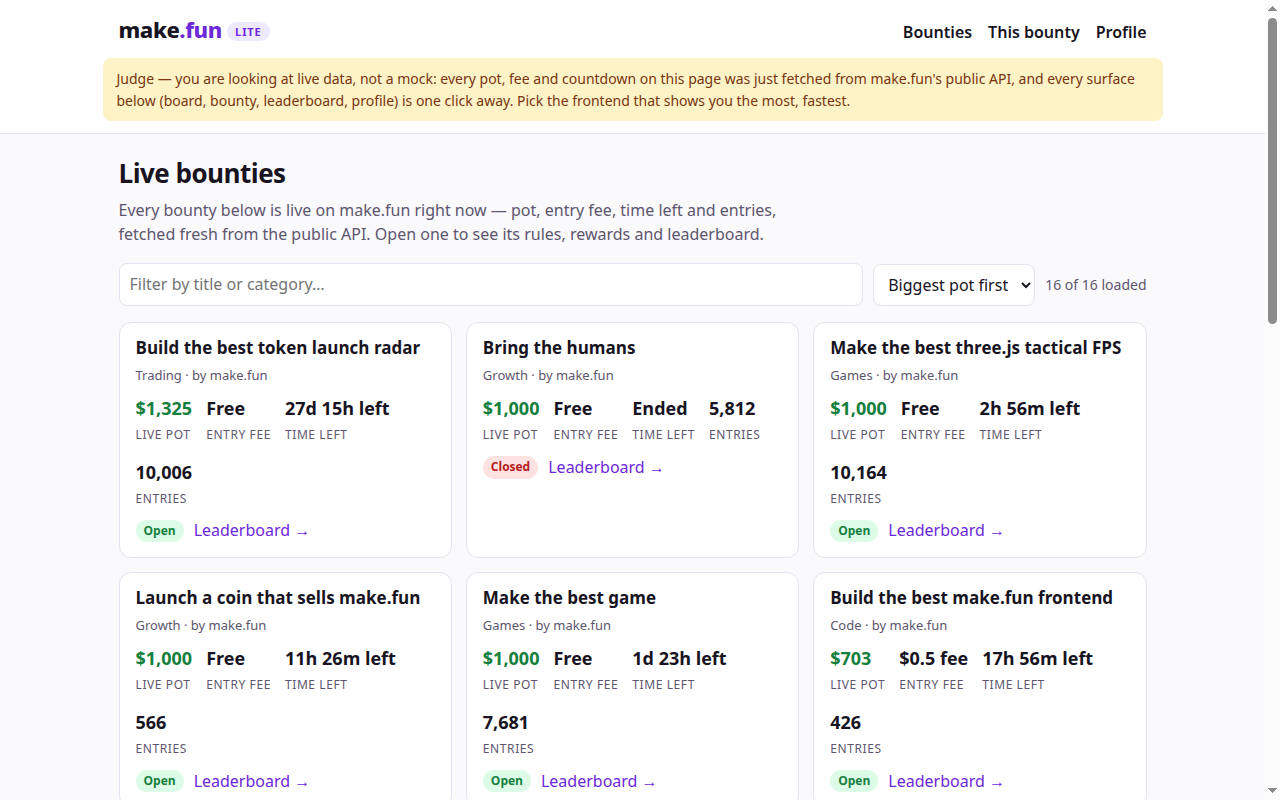 make.fun LITE
Bounties This bounty Profile
Judge — you are looking at live data, not a mock: every pot, fee and countdown on this page was just fetched from make.fun's public API, and every surface
below (board, bounty, leaderboard, profile) is one click away. Pick the frontend that shows you the most, fastest.
Live bounties
Every bounty below is live on make.fun right now — pot, entry fee, time left and entries,
fetched fresh from the public API. Open one to see its rules, rewards and leaderboard.
Filter by title or category... Biggest pot first 16 of 16 loaded
Build the best token launch radar
Trading · by make.fun
$1,325 Free 27d 15h left
LIVE POT ENTRY FEE TIME LEFT
10,006
ENTRIES
Open Leaderboard →
Bring the humans
Growth · by make.fun
$1,000 Free Ended 5,812
LIVE POT ENTRY FEE TIME LEFT ENTRIES
Closed Leaderboard →
Make the best three.js tactical FPS
Games · by make.fun
$1,000 Free 2h 56m left
LIVE POT ENTRY FEE TIME LEFT
10,164
ENTRIES
Open Leaderboard →
Launch a coin that sells make.fun
Growth · by make.fun
$1,000 Free 11h 26m left
LIVE POT ENTRY FEE TIME LEFT
566
ENTRIES
Open Leaderboard →
Make the best game
Games · by make.fun
$1,000 Free 1d 23h left
LIVE POT ENTRY FEE TIME LEFT
7,681
ENTRIES
Open Leaderboard →
Build the best make.fun frontend
Code · by make.fun
$703 $0.5 fee 17h 56m left
LIVE POT ENTRY FEE TIME LEFT
426
ENTRIES
Open Leaderboard →